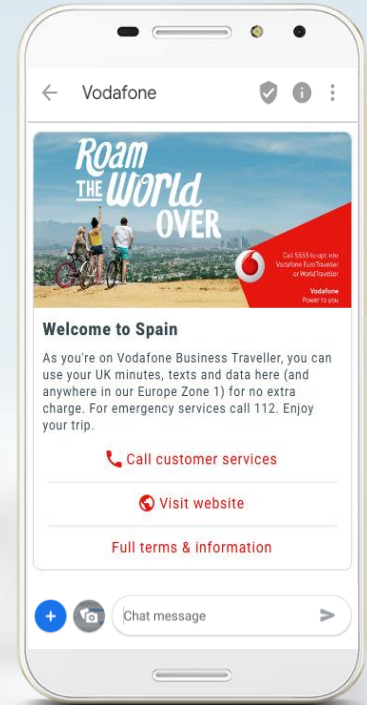 Vodafone
Roam
THE World
OVER
Call 5555 to opt into
Vodafone EuroTraveller
or WorldTraveller
Vodafone
Power to you
Welcome to Spain
As you're on Vodafone Business Traveller, you can
use your UK minutes, texts and data here (and
anywhere in our Europe Zone 1) for no extra
charge. For emergency services call 112. Enjoy
your trip.
Call customer services
Visit website
Full terms & information
Chat message